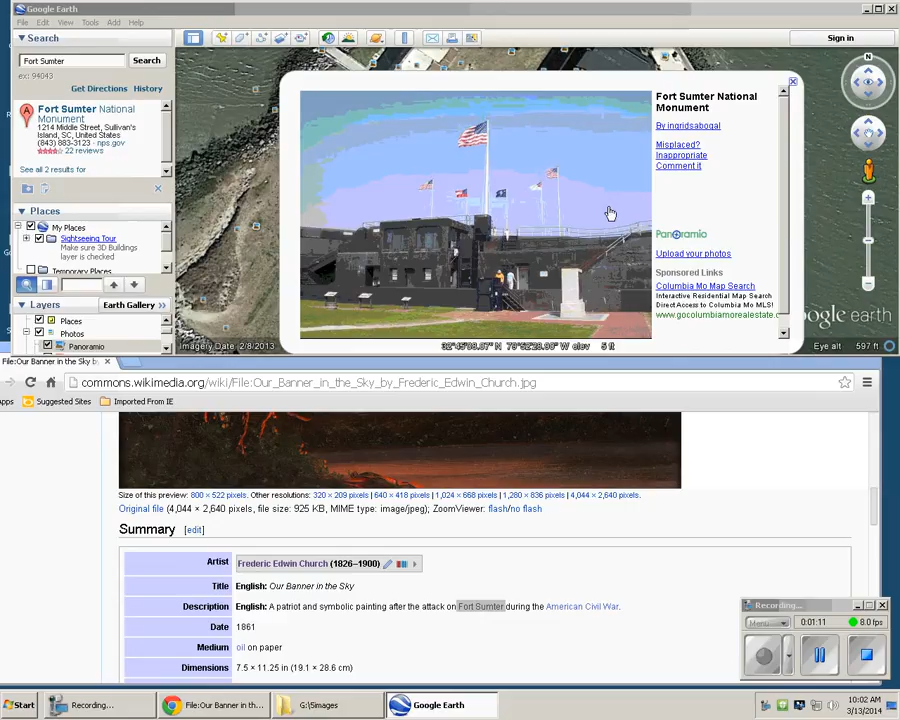 Google Earth
File Edit View Tools Add Help
Search
Sign in
N
Fort Sumter
Search
ex: 94043
Get Directions History
A
Fort Sumter National
Monument
1214 Middle Street, Sullivan's
Island, SC, United States
(843) 883-3123 - nps.gov
22 reviews
See all 2 results for
Places
My Places
Sightseeing Tour
Make sure 3D Buildings
layer is checked
Temporary Places
Layers
Earth Gallery >>
Places
Photos
Panoramio
Fort Sumter National
Monument
By ingridsabogal
Misplaced?
Inappropriate
Comment it
Panoramio
Upload your photos
Sponsored Links
Columbia Mo Map Search
Interactive Residential Map Search
Direct Access to Columbia Mo MLS!
www.gocolumbiamorealestate.c
google earth
Imagery Date: 2/8/2013
elev 5 ft
Eye alt 597 ft
File:Our Banner in the Sky by
commons.wikimedia.org/wiki/File:Our_Banner_in_the_Sky_by_Frederic_Edwin_Church.jpg
Apps Suggested Sites Imported From IE
Size of this preview: 800 × 522 pixels. Other resolutions: 320 × 209 pixels | 640 × 418 pixels | 1,024 × 668 pixels | 1,280 × 836 pixels | 4,044 × 2,640 pixels.
Original file (4,044 × 2,640 pixels, file size: 925 KB, MIME type: image/jpeg); ZoomViewer: flash/no flash
Summary [edit]
Artist Frederic Edwin Church (1826–1900)
Title English: Our Banner in the Sky
Description English: A patriot and symbolic painting after the attack on Fort Sumter during the American Civil War.
Date 1861
Medium oil on paper
Dimensions 7.5 × 11.25 in (19.1 × 28.6 cm)
Recording...
Menu 0:01:11 8.0 fps
Start Recording... File:Our Banner in th... G:\Simages Google Earth
10:02 AM
3/13/2014